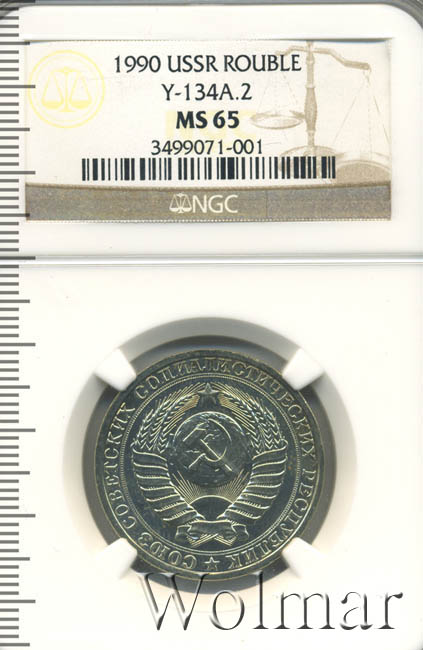 1990 USSR ROUBLE
Y-134A.2
MS 65
3499071-001
NGC
СОЮЗ СОВЕТСКИХ СОЦИАЛИСТИЧЕСКИХ РЕСПУБЛИК
Wolmar